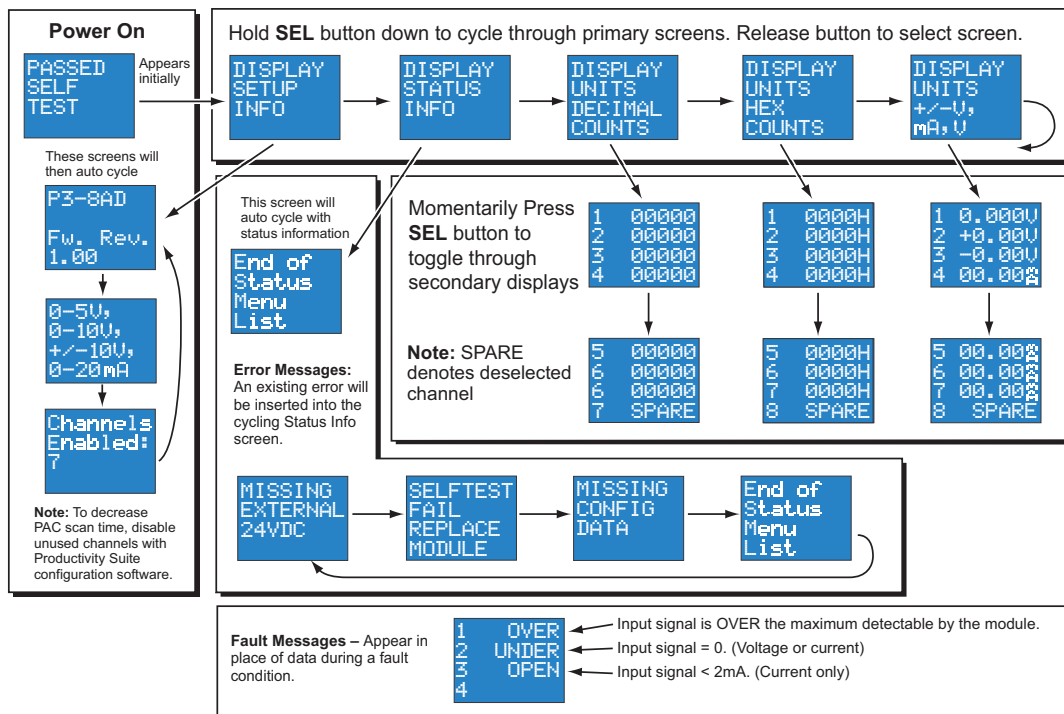 Power On
PASSED
SELF
TEST
Appears
initially
These screens will
then auto cycle
P3-8AD
Fw. Rev.
1.00
0-5V,
0-10V,
+/-10V,
0-20mA
Channels
Enabled:
7
Note: To decrease
PAC scan time, disable
unused channels with
Productivity Suite
configuration software.
Hold SEL button down to cycle through primary screens. Release button to select screen.
DISPLAY
SETUP
INFO
DISPLAY
STATUS
INFO
DISPLAY
UNITS
DECIMAL
COUNTS
DISPLAY
UNITS
HEX
COUNTS
DISPLAY
UNITS
+/-V,
mA,V
This screen will
auto cycle with
status information
End of
Status
Menu
List
Momentarily Press
SEL button to
toggle through
secondary displays
1 00000
2 00000
3 00000
4 00000
1 0000H
2 0000H
3 0000H
4 0000H
1 0.000V
2 +0.00V
3 -0.00V
4 00.00mA
Note: SPARE
denotes deselected
channel
5 00000
6 00000
6 00000
7 SPARE
5 0000H
6 0000H
7 0000H
8 SPARE
5 00.00mA
6 00.00mA
7 00.00mA
8 SPARE
Error Messages:
An existing error will
be inserted into the
cycling Status Info
screen.
MISSING
EXTERNAL
24VDC
SELFTEST
FAIL
REPLACE
MODULE
MISSING
CONFIG
DATA
End of
Status
Menu
List
Fault Messages – Appear in
place of data during a fault
condition.
1 OVER
2 UNDER
3 OPEN
4
Input signal is OVER the maximum detectable by the module.
Input signal = 0. (Voltage or current)
Input signal < 2mA. (Current only)